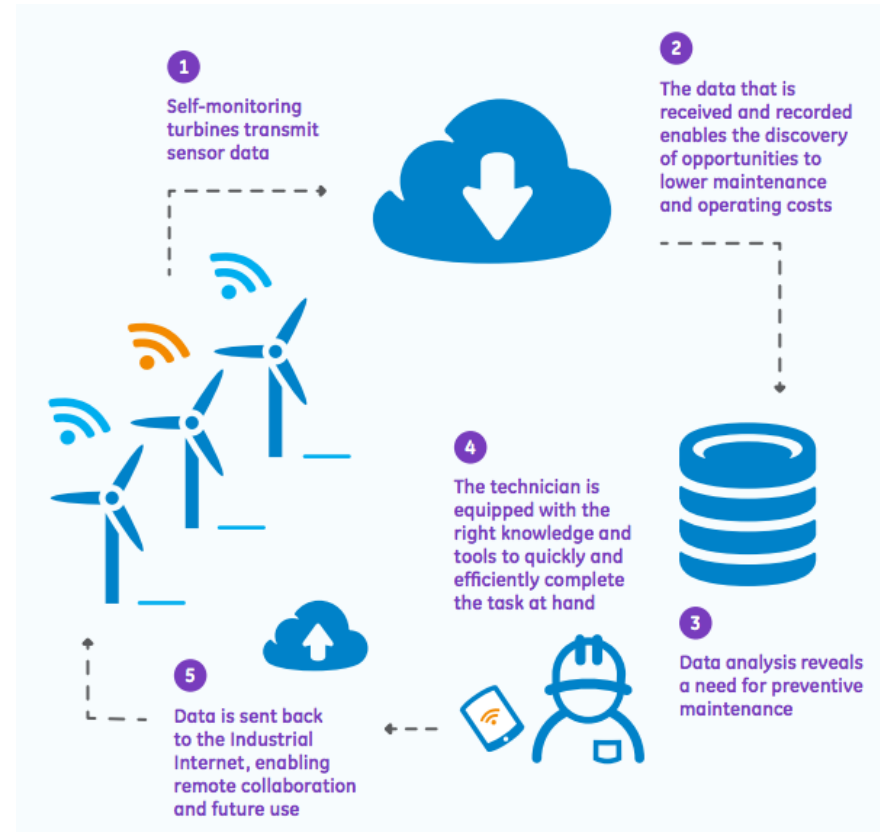 1
Self-monitoring
turbines transmit
sensor data
2
The data that is
received and recorded
enables the discovery
of opportunities to
lower maintenance
and operating costs
3
Data analysis reveals
a need for preventive
maintenance
4
The technician is
equipped with the
right knowledge and
tools to quickly and
efficiently complete
the task at hand
5
Data is sent back
to the Industrial
Internet, enabling
remote collaboration
and future use